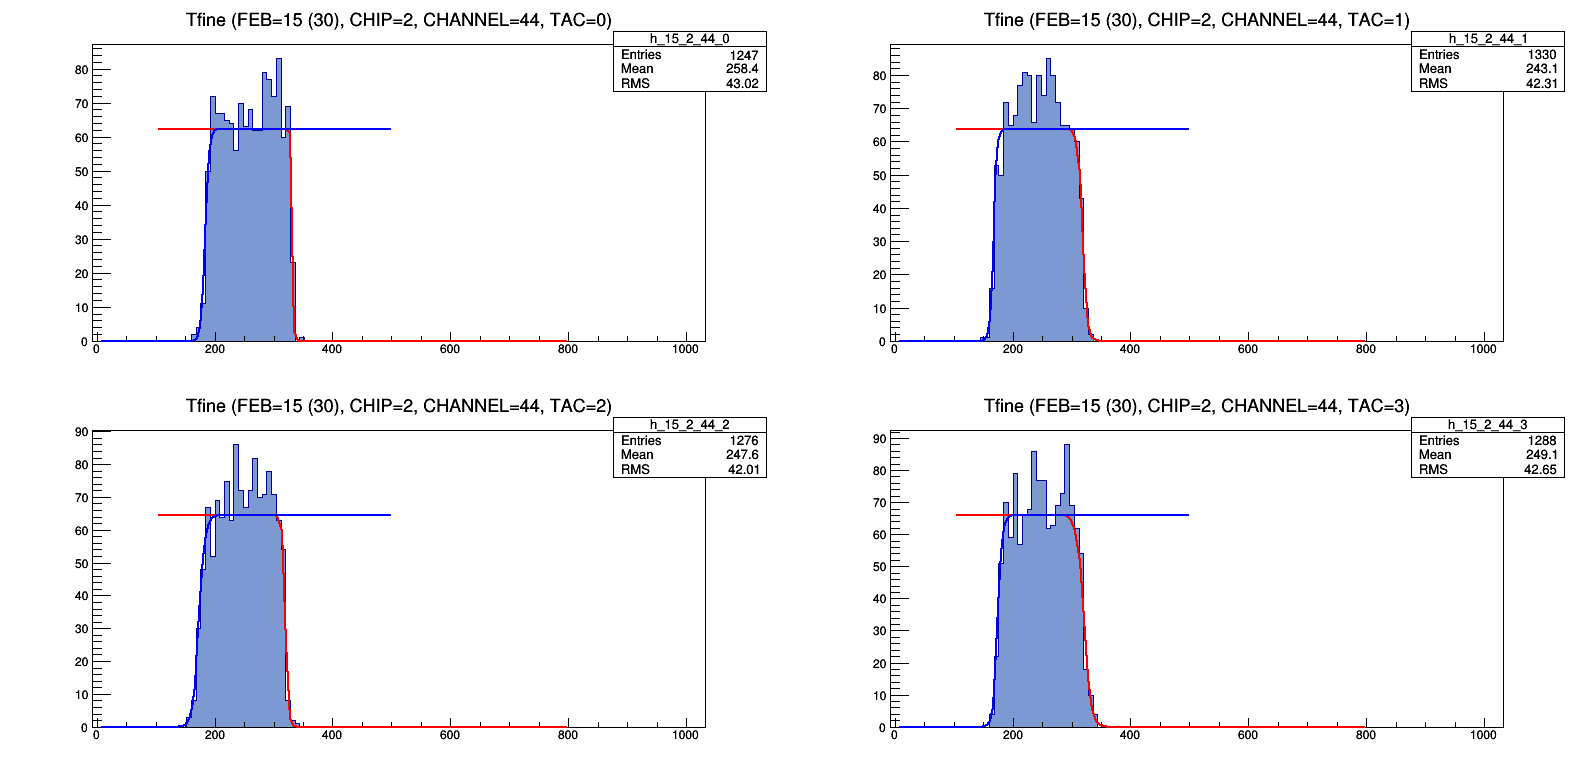 Tfine (FEB=15 (30), CHIP=2, CHANNEL=44, TAC=0)
h_15_2_44_0
Entries 1247
Mean 258.4
RMS 43.02
80
70
60
50
40
30
20
10
0
0 200 400 600 800 1000
Tfine (FEB=15 (30), CHIP=2, CHANNEL=44, TAC=1)
h_15_2_44_1
Entries 1330
Mean 243.1
RMS 42.31
80
70
60
50
40
30
20
10
0
0 200 400 600 800 1000
Tfine (FEB=15 (30), CHIP=2, CHANNEL=44, TAC=2)
h_15_2_44_2
Entries 1276
Mean 247.6
RMS 42.01
90
80
70
60
50
40
30
20
10
0
0 200 400 600 800 1000
Tfine (FEB=15 (30), CHIP=2, CHANNEL=44, TAC=3)
h_15_2_44_3
Entries 1288
Mean 249.1
RMS 42.65
90
80
70
60
50
40
30
20
10
0
0 200 400 600 800 1000